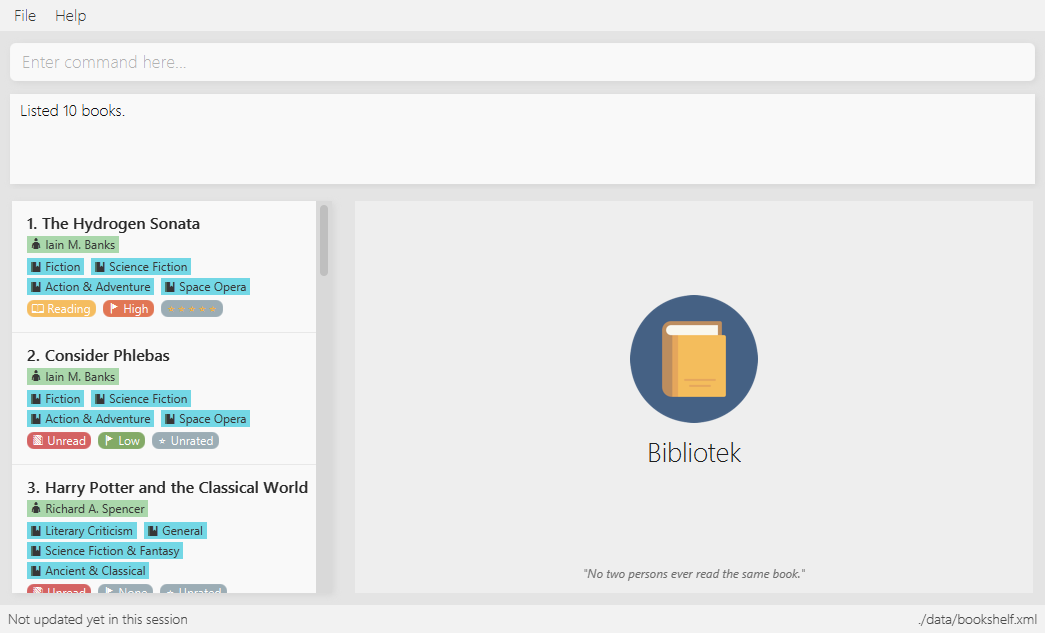 File Help
Enter command here...
Listed 10 books.
1. The Hydrogen Sonata
Iain M. Banks
Fiction Science Fiction
Action & Adventure Space Opera
Reading High
2. Consider Phlebas
Iain M. Banks
Fiction Science Fiction
Action & Adventure Space Opera
Unread Low Unrated
3. Harry Potter and the Classical World
Richard A. Spencer
Literary Criticism General
Science Fiction & Fantasy
Ancient & Classical
Unread None Unrated
Bibliotek
"No two persons ever read the same book."
Not updated yet in this session ./data/bookshelf.xml